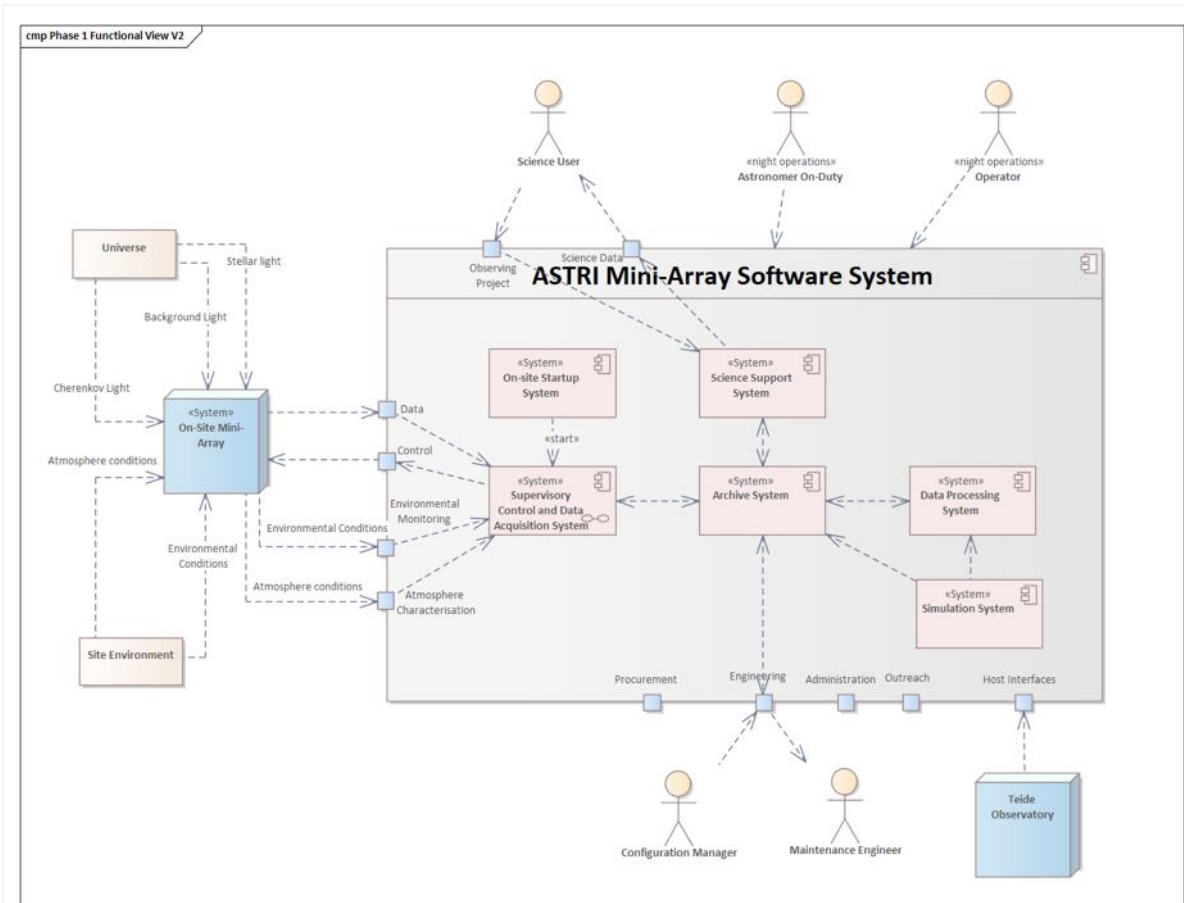 cmp Phase 1 Functional View V2
Science User
«night operations»
Astronomer On-Duty
«night operations»
Operator
Universe
Stellar light
Background Light
Cherenkov Light
Observing
Project
Science Data
ASTRI Mini-Array Software System
«System»
On-site Startup
System
«System»
Science Support
System
«System»
On-Site Mini-
Array
Data
«start»
Control
Atmosphere conditions
«System»
Supervisory
Control and Data
Acquisition System
«System»
Archive System
«System»
Data Processing
System
Environmental
Monitoring
Environmental Conditions
Environmental
Conditions
Atmosphere conditions
Atmosphere
Characterisation
«System»
Simulation System
Site Environment
Procurement
Engineering
Administration
Outreach
Host Interfaces
Configuration Manager
Maintenance Engineer
Teide
Observatory